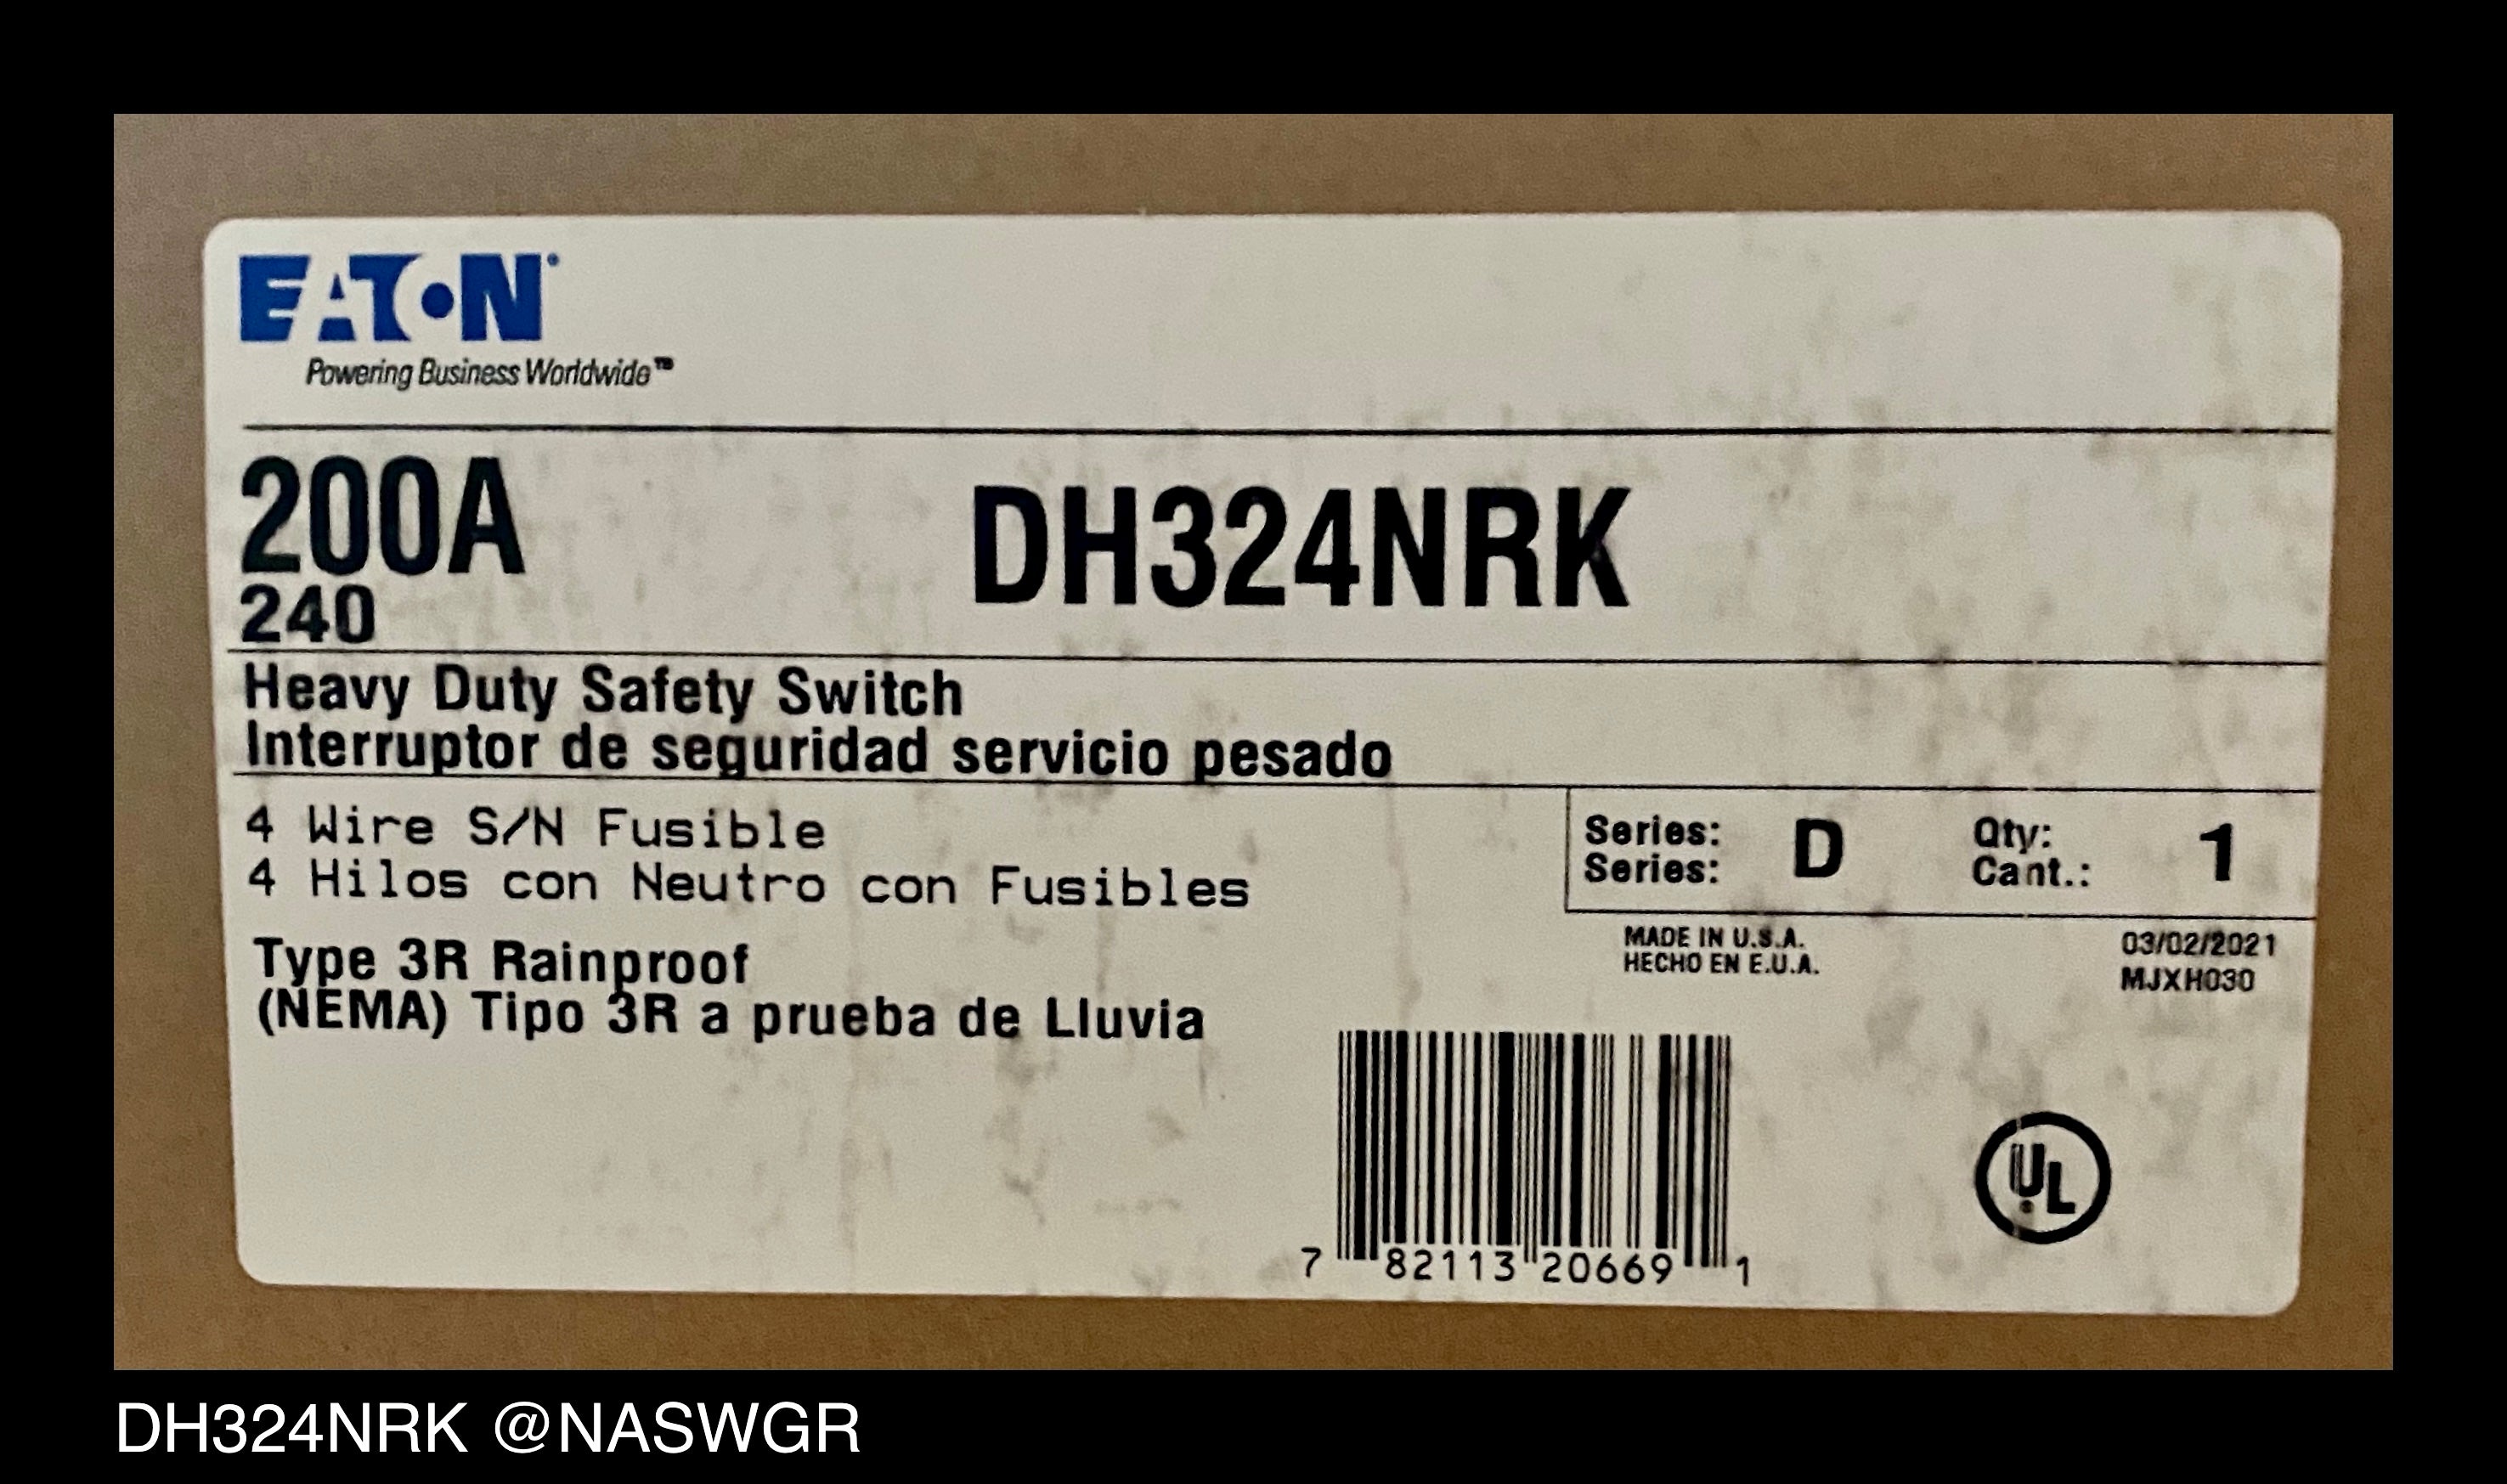 EATON
Powering Business Worldwide™
200A
DH324NRK
240
Heavy Duty Safety Switch
Interruptor de seguridad servicio pesado
4 Wire S/N Fusible
4 Hilos con Neutro con Fusibles
Series: D Qty: 1
Series: Cant.:
Type 3R Rainproof
(NEMA) Tipo 3R a prueba de Lluvia
MADE IN U.S.A.
HECHO EN E.U.A.
03/02/2021
MJXH030
7 82113 20669 1
UL
DH324NRK @NASWGR